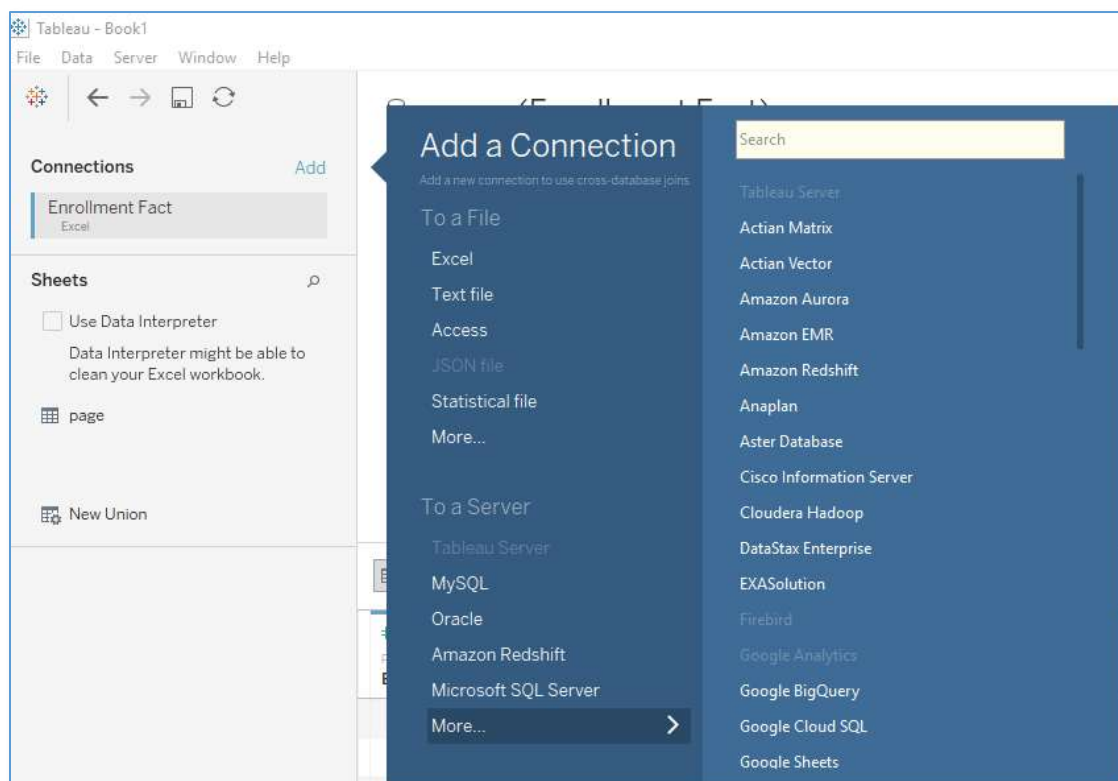 Tableau - Book1
File Data Server Window Help
Connections Add
Enrollment Fact
Excel
Sheets
Use Data Interpreter
Data Interpreter might be able to
clean your Excel workbook.
page
New Union
(Enrollment Fact)
Add a Connection
Add a new connection to use cross-database joins.
To a File
Excel
Text file
Access
JSON file
Statistical file
More...
To a Server
Tableau Server
MySQL
Oracle
Amazon Redshift
Microsoft SQL Server
More...
Search
Tableau Server
Actian Matrix
Actian Vector
Amazon Aurora
Amazon EMR
Amazon Redshift
Anaplan
Aster Database
Cisco Information Server
Cloudera Hadoop
DataStax Enterprise
EXASolution
Firebird
Google Analytics
Google BigQuery
Google Cloud SQL
Google Sheets